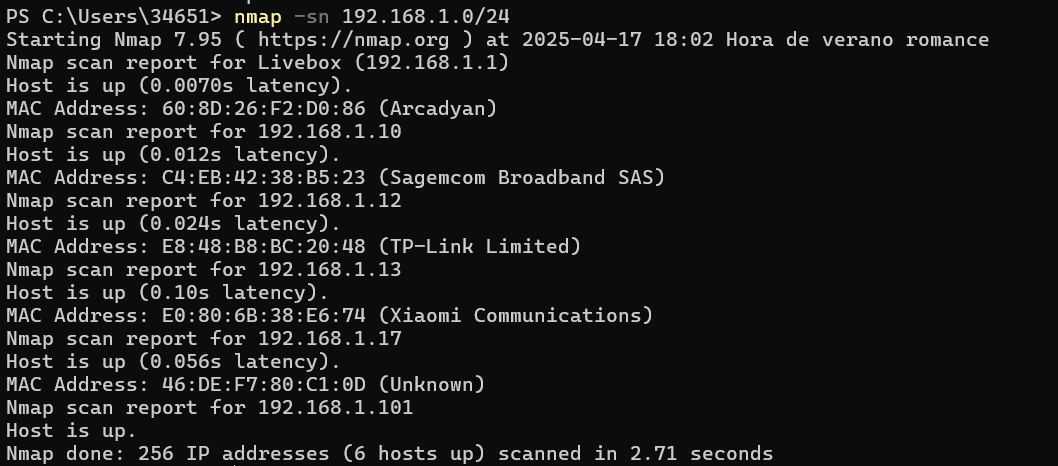 PS C:\Users\34651> nmap -sn 192.168.1.0/24
Starting Nmap 7.95 ( https://nmap.org ) at 2025-04-17 18:02 Hora de verano romance
Nmap scan report for Livebox (192.168.1.1)
Host is up (0.0070s latency).
MAC Address: 60:8D:26:F2:D0:86 (Arcadyan)
Nmap scan report for 192.168.1.10
Host is up (0.012s latency).
MAC Address: C4:EB:42:38:B5:23 (Sagemcom Broadband SAS)
Nmap scan report for 192.168.1.12
Host is up (0.024s latency).
MAC Address: E8:48:B8:BC:20:48 (TP-Link Limited)
Nmap scan report for 192.168.1.13
Host is up (0.10s latency).
MAC Address: E0:80:6B:38:E6:74 (Xiaomi Communications)
Nmap scan report for 192.168.1.17
Host is up (0.056s latency).
MAC Address: 46:DE:F7:80:C1:0D (Unknown)
Nmap scan report for 192.168.1.101
Host is up.
Nmap done: 256 IP addresses (6 hosts up) scanned in 2.71 seconds